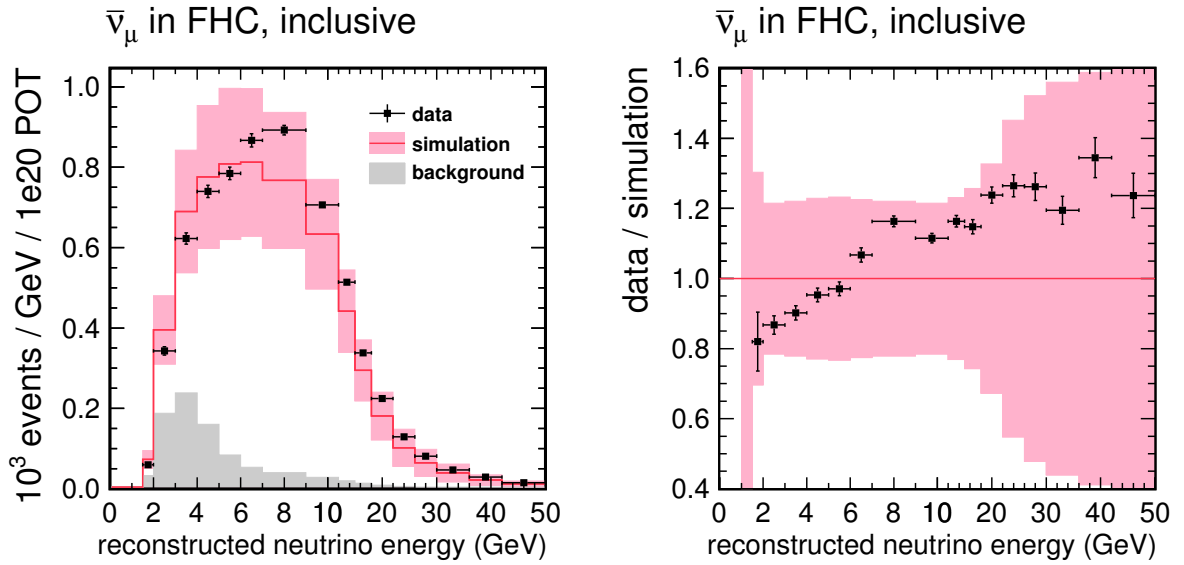 ν̅μ in FHC, inclusive
10³ events / GeV / 1e20 POT
1.0
0.8
0.6
0.4
0.2
0.0
data
simulation
background
0 2 4 6 8 10 20 30 40 50
reconstructed neutrino energy (GeV)
ν̅μ in FHC, inclusive
data / simulation
1.6
1.4
1.2
1.0
0.8
0.6
0.4
0 2 4 6 8 10 20 30 40 50
reconstructed neutrino energy (GeV)